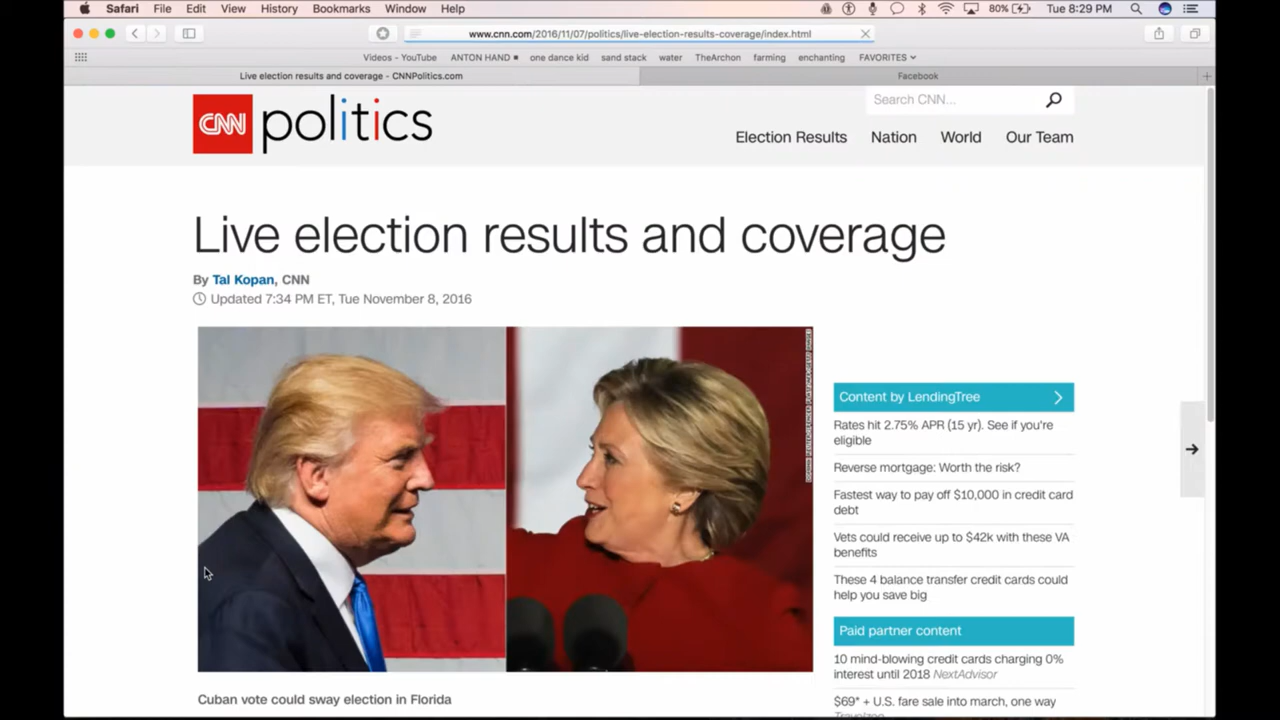 Safari File Edit View History Bookmarks Window Help 80% Tue 8:29 PM
www.cnn.com/2016/11/07/politics/live-election-results-coverage/index.html
Videos - YouTube ANTON HAND one dance kid sand stack water TheArchon farming enchanting FAVORITES
Live election results and coverage - CNNPolitics.com Facebook
CNN politics
Search CNN...
Election Results Nation World Our Team
Live election results and coverage
By Tal Kopan, CNN
Updated 7:34 PM ET, Tue November 8, 2016
Content by LendingTree
Rates hit 2.75% APR (15 yr). See if you're
eligible
Reverse mortgage: Worth the risk?
Fastest way to pay off $10,000 in credit card
debt
Vets could receive up to $42k with these VA
benefits
These 4 balance transfer credit cards could
help you save big
Paid partner content
10 mind-blowing credit cards charging 0%
interest until 2018 NextAdvisor
$69* + U.S. fare sale into march, one way
Cuban vote could sway election in Florida